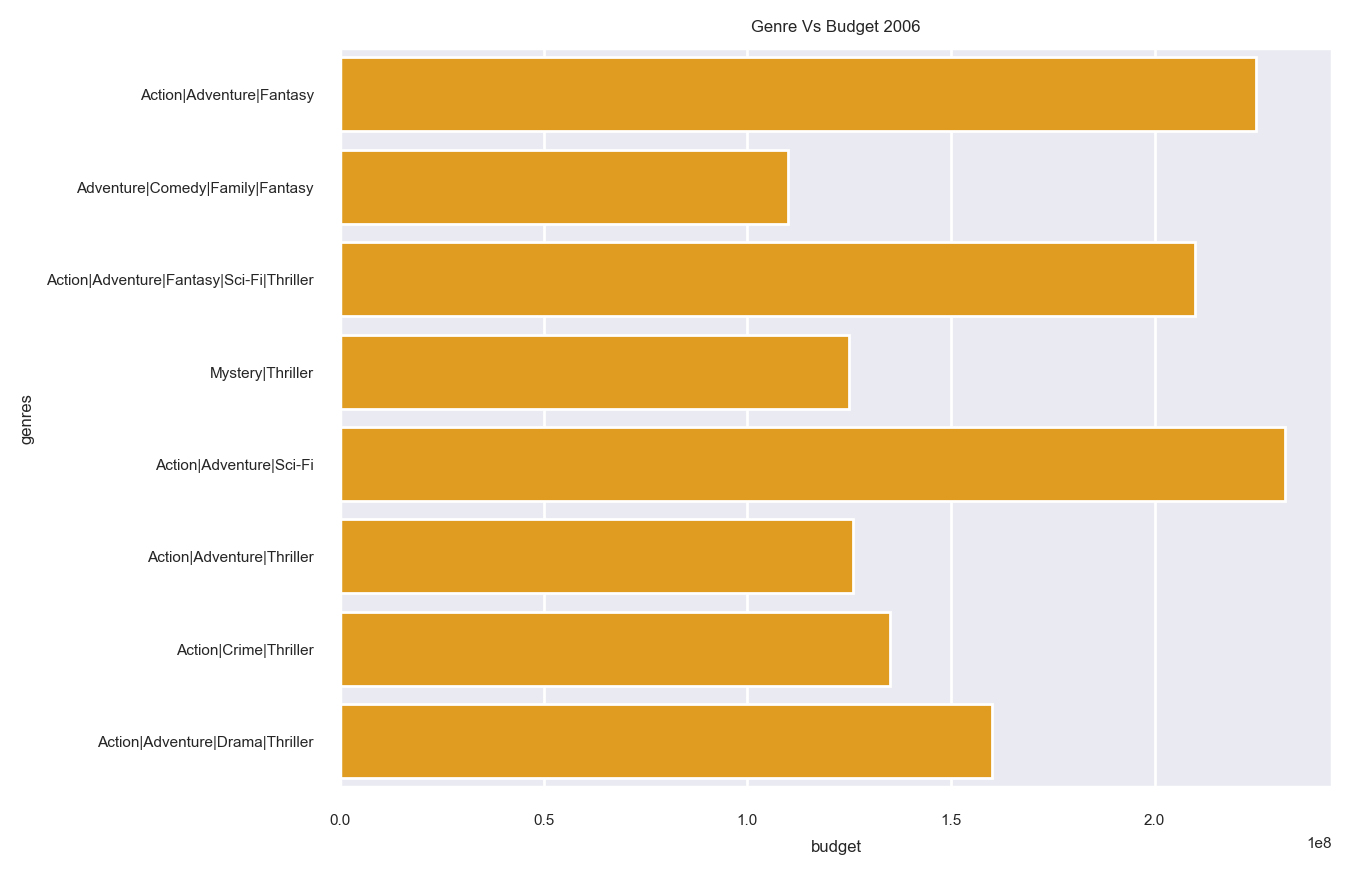 Genre Vs Budget 2006
Action|Adventure|Fantasy
Adventure|Comedy|Family|Fantasy
Action|Adventure|Fantasy|Sci-Fi|Thriller
Mystery|Thriller
genres
Action|Adventure|Sci-Fi
Action|Adventure|Thriller
Action|Crime|Thriller
Action|Adventure|Drama|Thriller
0.0 0.5 1.0 1.5 2.0
budget
1e8